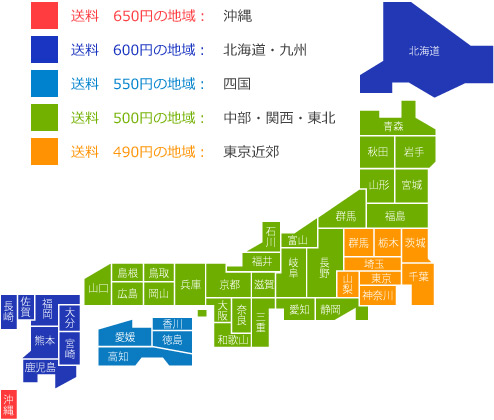 送料　650円の地域：　沖縄
送料　600円の地域：　北海道・九州
送料　550円の地域：　四国
送料　500円の地域：　中部・関西・東北
送料　490円の地域：　東京近郊
北海道
青森
秋田
岩手
山形
宮城
群馬
福島
石川
富山
福井
岐阜
長野
群馬
栃木
茨城
埼玉
山梨
東京
千葉
神奈川
山口
島根
鳥取
広島
岡山
兵庫
京都
滋賀
大阪
奈良
三重
和歌山
愛知
静岡
香川
愛媛
徳島
高知
長崎
佐賀
福岡
大分
熊本
宮崎
鹿児島
沖縄